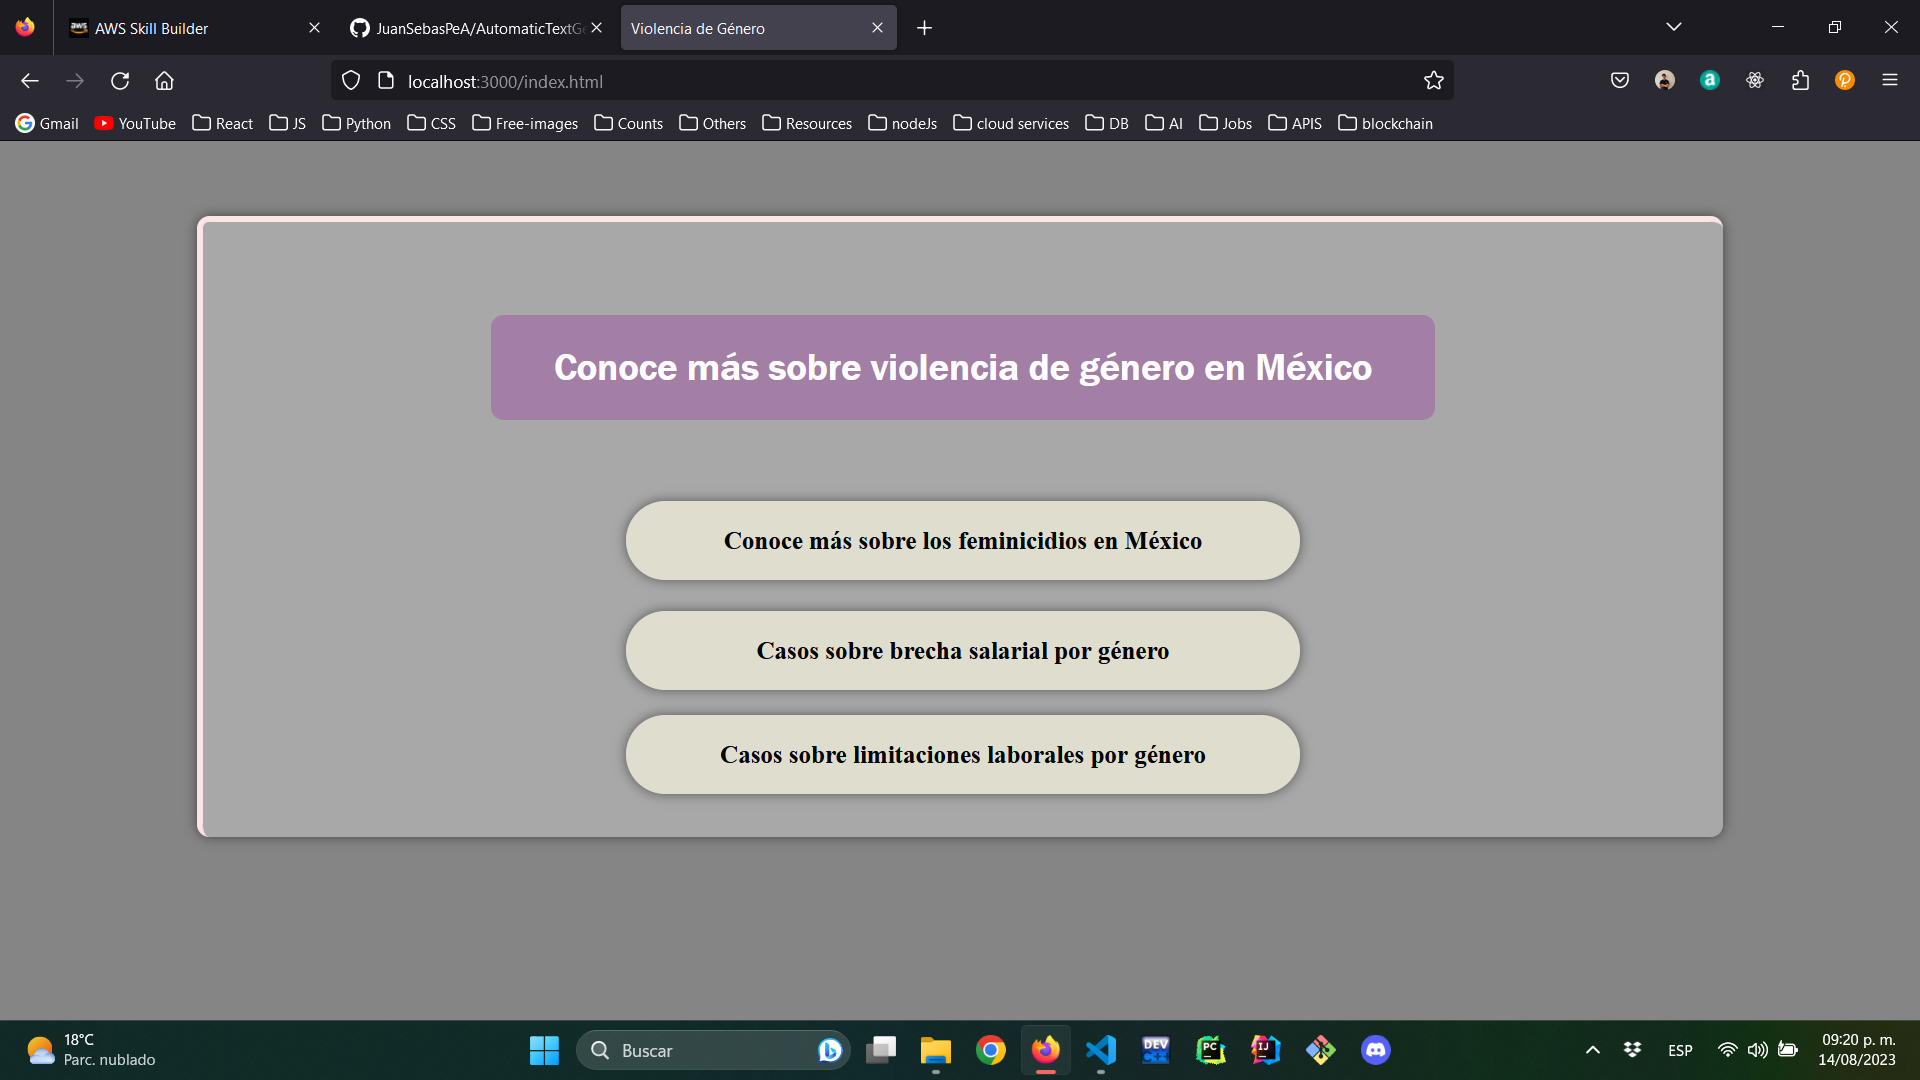 AWS Skill Builder
JuanSebasPeA/AutomaticTextGe
Violencia de Género
localhost:3000/index.html
Gmail YouTube React JS Python CSS Free-images Counts Others Resources nodeJs cloud services DB AI Jobs APIS blockchain
Conoce más sobre violencia de género en México
Conoce más sobre los feminicidios en México
Casos sobre brecha salarial por género
Casos sobre limitaciones laborales por género
18°C
Parc. nublado
Buscar
ESP
09:20 p. m.
14/08/2023